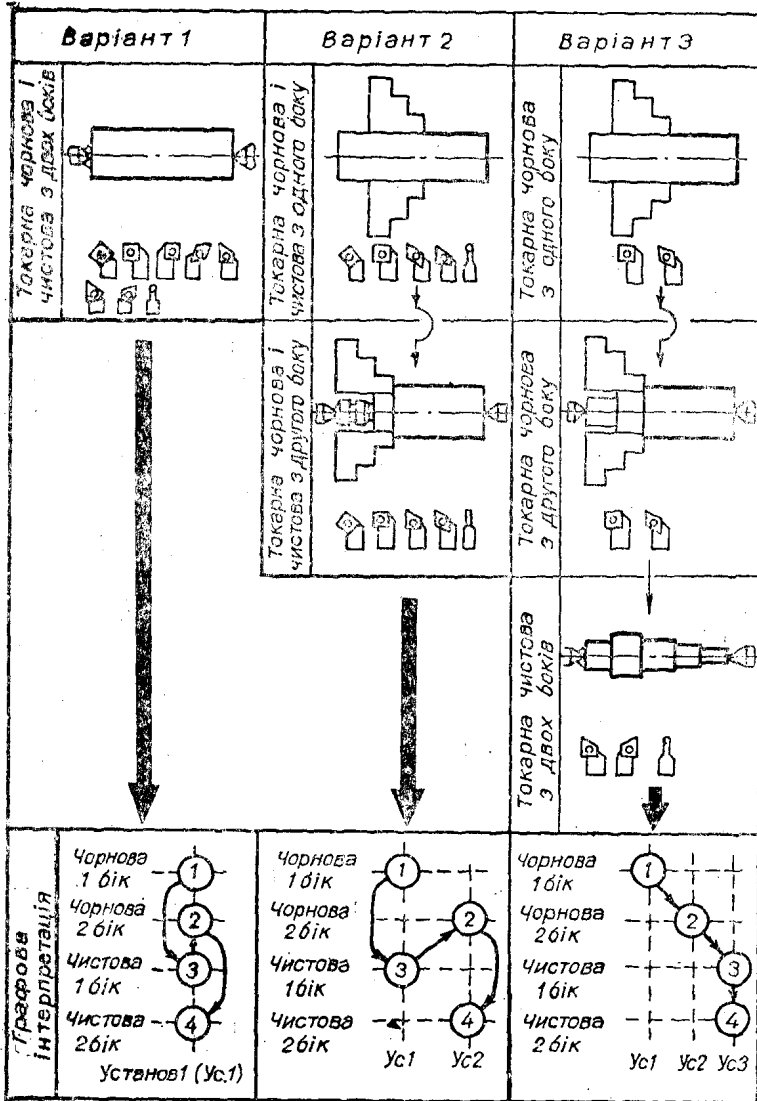 Варіант 1
Варіант 2
Варіант 3
Токарна чорнова і
чистова з двох боків
Токарна чорнова і
чистова з одного боку
Токарна чорнова
з одного боку
Токарна чорнова і
чистова з другого боку
Токарна чорнова
з другого боку
Токарна чистова
з двох боків
Графова
інтерпретація
Чорнова
1 бік
Чорнова
2 бік
Чистова
1 бік
Чистова
2 бік
1
2
3
4
Установ 1 (Ус.1)
Чорнова
1 бік
Чорнова
2 бік
Чистова
1 бік
Чистова
2 бік
1
2
3
4
Ус1
Ус2
Чорнова
1 бік
Чорнова
2 бік
Чистова
1 бік
Чистова
2 бік
1
2
3
4
Ус1
Ус2
Ус3